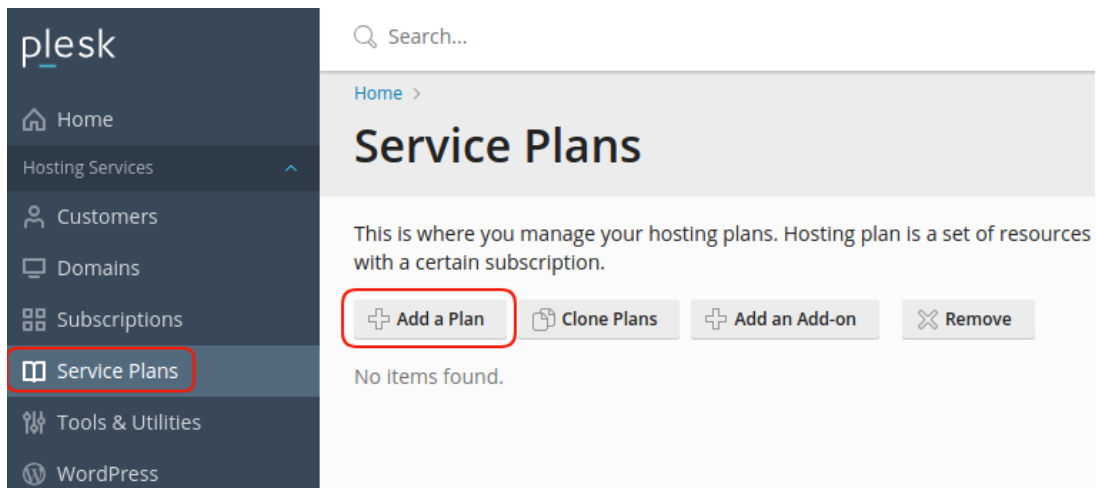 plesk
Search...
Home
Home >
Service Plans
Hosting Services
Customers
Domains
Subscriptions
Service Plans
Tools & Utilities
WordPress
This is where you manage your hosting plans. Hosting plan is a set of resources
with a certain subscription.
Add a Plan
Clone Plans
Add an Add-on
Remove
No items found.